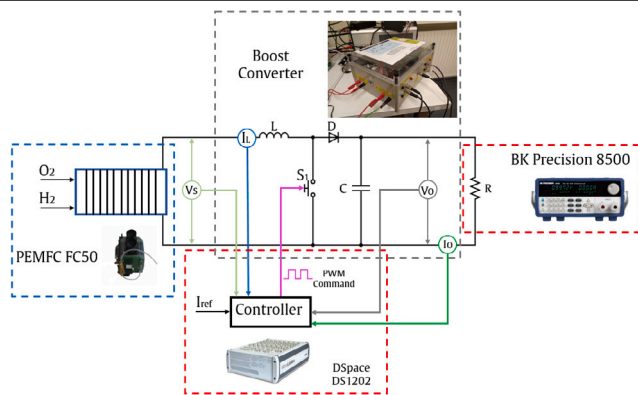 Boost
Converter
IL
L
D
O2
H2
Vs
S1
C
Vo
R
BK Precision 8500
PEMFC FC50
Io
PWM
Command
Iref
Controller
DSpace
DS1202